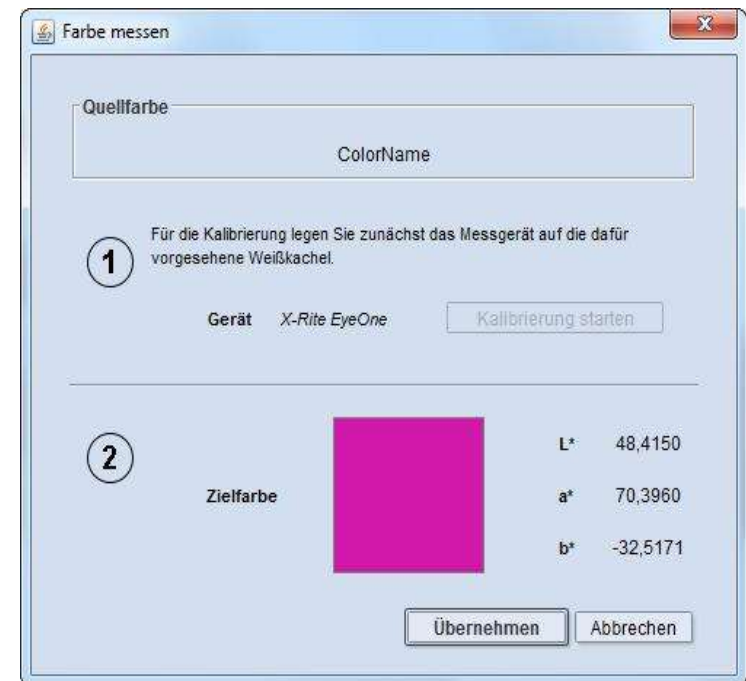 Farbe messen
Quellfarbe
ColorName
1
Für die Kalibrierung legen Sie zunächst das Messgerät auf die dafür
vorgesehene Weißkachel.
Gerät X-Rite EyeOne Kalibrierung starten
2
Zielfarbe
L* 48,4150
a* 70,3960
b* -32,5171
Übernehmen Abbrechen